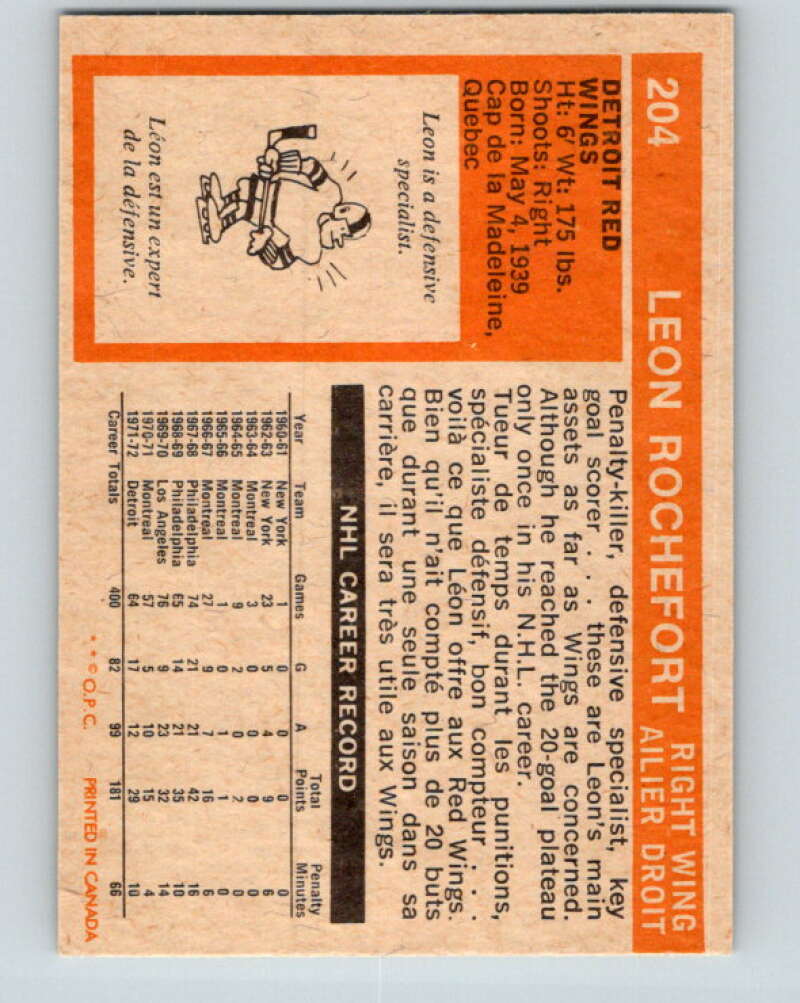 204
LEON ROCHEFORT
RIGHT WING
AILIER DROIT
DETROIT RED
WINGS
Ht: 6' Wt: 175 lbs.
Shoots: Right
Born: May 4, 1939
Cap de la Madeleine,
Quebec
Leon is a defensive
specialist.
Léon est un expert
de la défensive.
Penalty-killer, defensive specialist, key
goal scorer . . . these are Leon's main
assets as far as Wings are concerned.
Although he reached the 20-goal plateau
only once in his N.H.L. career.
Tueur de temps durant les punitions,
spécialiste défensif, bon compteur . . .
voilà ce que Léon offre aux Red Wings.
Bien qu'il n'ait compté plus de 20 buts
que durant une seule saison dans sa
carrière, il sera très utile aux Wings.
NHL CAREER RECORD
Year Team Games G A Total Points Penalty Minutes
1960-61 New York 1 0 0 0 0
1962-63 New York 23 5 4 9 6
1963-64 Montreal 3 0 0 0 0
1964-65 Montreal 9 2 0 2 0
1965-66 Montreal 1 0 1 1 0
1966-67 Montreal 27 9 7 16 6
1967-68 Philadelphia 74 21 21 42 16
1968-69 Philadelphia 65 14 21 35 10
1969-70 Los Angeles 76 9 23 32 14
1970-71 Montreal 57 5 10 15 4
1971-72 Detroit 64 17 12 29 10
Career Totals 400 82 99 181 66
* * © O.P.C. PRINTED IN CANADA